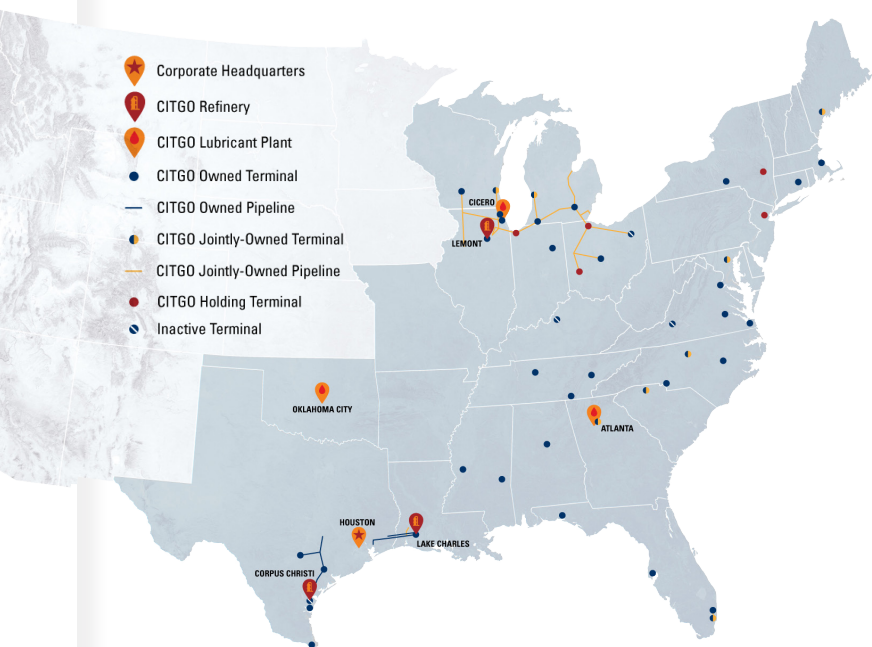 Corporate Headquarters
CITGO Refinery
CITGO Lubricant Plant
CITGO Owned Terminal
CITGO Owned Pipeline
CITGO Jointly-Owned Terminal
CITGO Jointly-Owned Pipeline
CITGO Holding Terminal
Inactive Terminal
CICERO
LEMONT
OKLAHOMA CITY
ATLANTA
HOUSTON
LAKE CHARLES
CORPUS CHRISTI